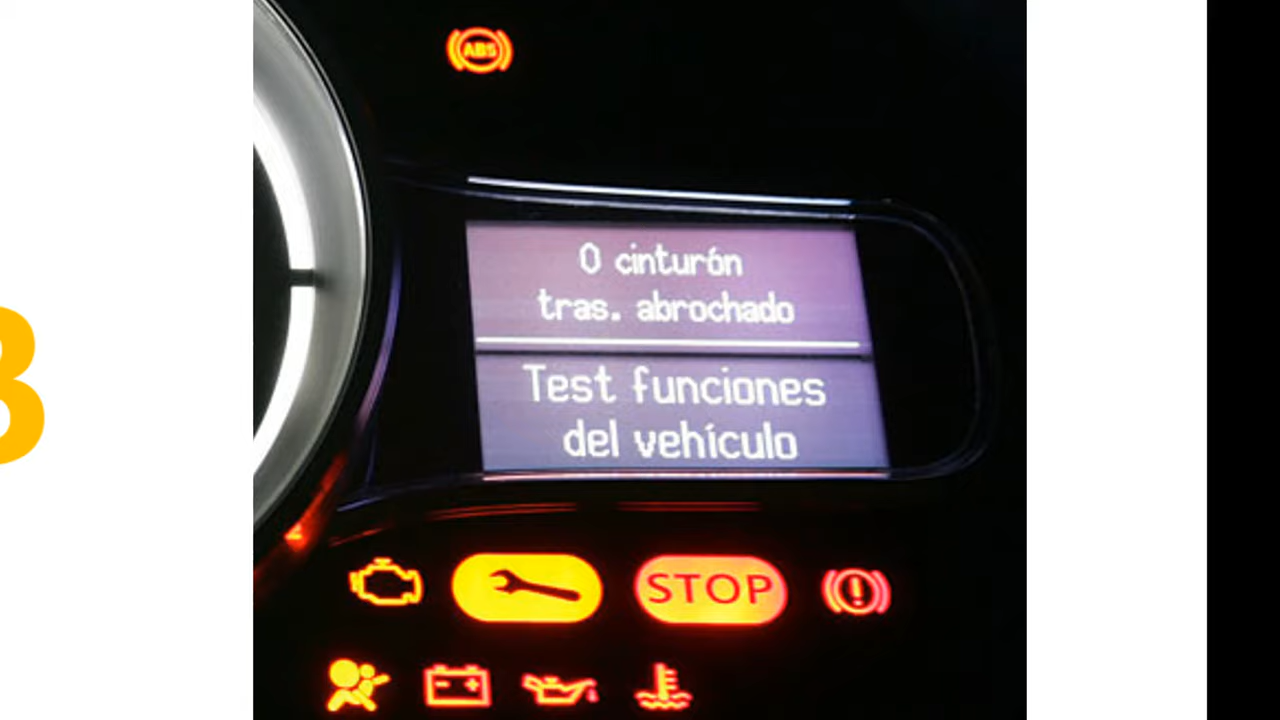 ABS
0 cinturón
tras. abrochado
Test funciones
del vehículo
STOP